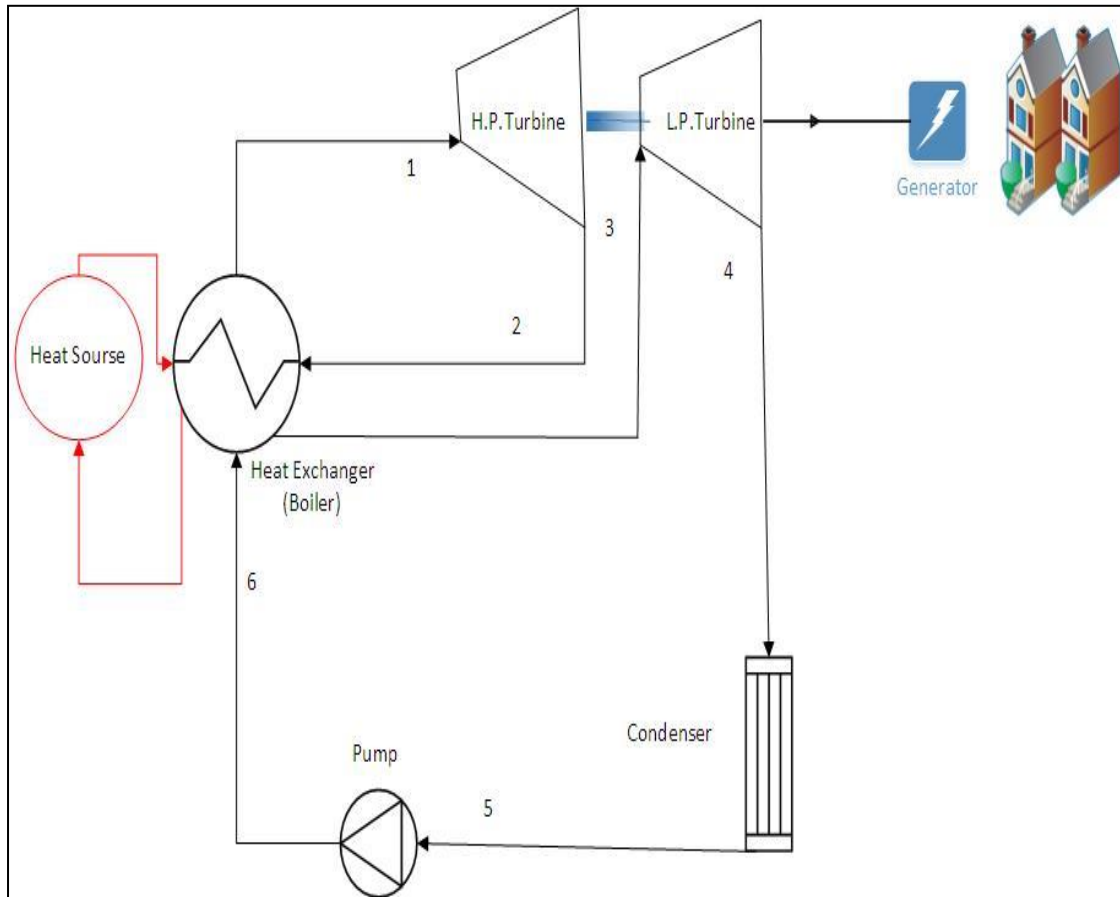 H.P.Turbine
L.P.Turbine
Generator
1
3
4
2
Heat Sourse
Heat Exchanger
(Boiler)
6
Condenser
Pump
5